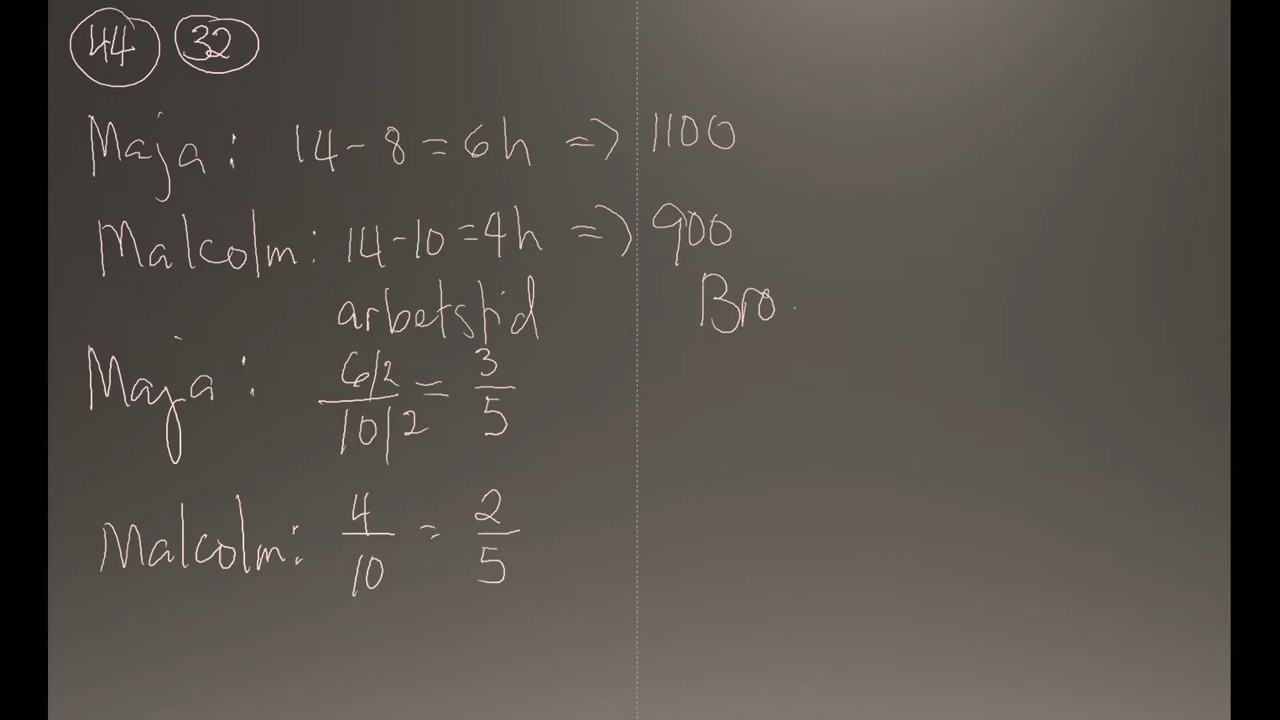 44 32
Maja: 14-8=6h => 1100
Malcolm: 14-10=4h => 900
arbetstid
Bro
Maja: 6/2 / 10/2 = 3/5
Malcolm: 4/10 = 2/5